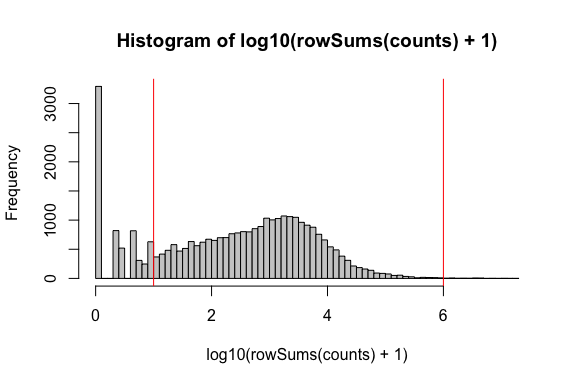 Histogram of log10(rowSums(counts) + 1)
Frequency
3000
2000
1000
0
0 2 4 6
log10(rowSums(counts) + 1)